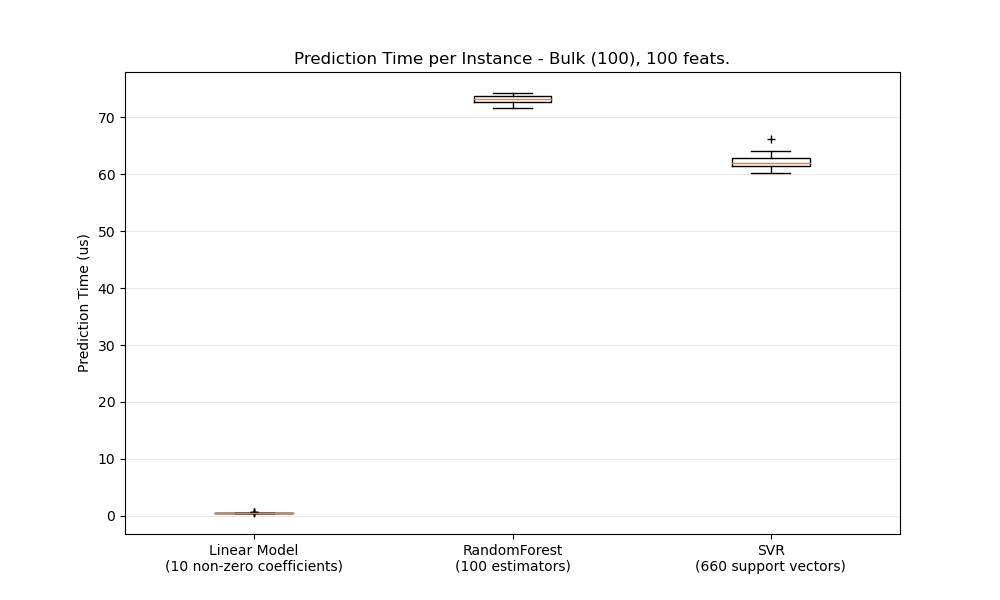 Prediction Time per Instance - Bulk (100), 100 feats.
Prediction Time (us)
70
60
50
40
30
20
10
0
Linear Model
(10 non-zero coefficients)
RandomForest
(100 estimators)
SVR
(660 support vectors)